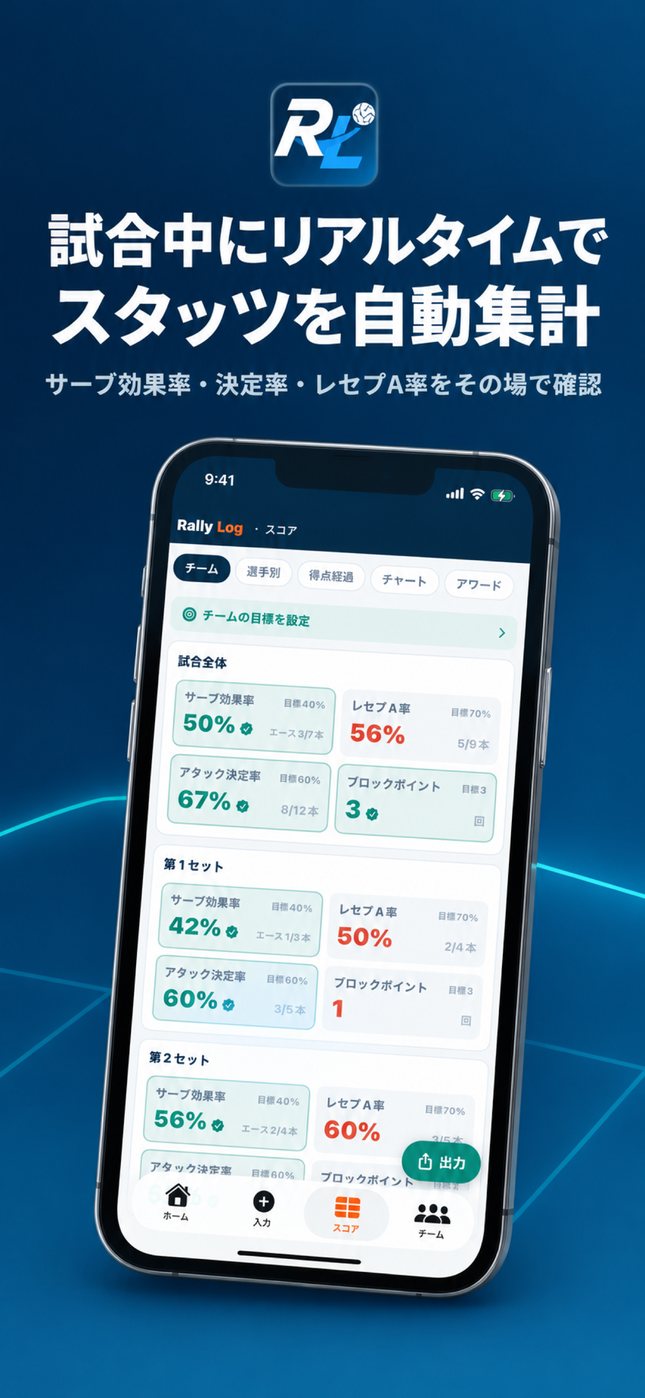 RL
試合中にリアルタイムで
スタッツを自動集計
サーブ効果率・決定率・レセプA率をその場で確認
9:41
Rally Log ・スコア
チーム 選手別 得点経過 チャート アワード
チームの目標を設定
試合全体
サーブ効果率 目標40%
50% エース3/7本
レセプA率 目標70%
56% 5/9本
アタック決定率 目標60%
67% 8/12本
ブロックポイント 目標3
3 回
第1セット
サーブ効果率 目標40%
42% エース1/3本
レセプA率 目標70%
50% 2/4本
アタック決定率 目標60%
60% 3/5本
ブロックポイント 目標3
1 回
第2セット
サーブ効果率 目標40%
56% エース2/4本
レセプA率 目標70%
60% 3/5本
アタック決定率 目標60%
ブロックポイント
出力
ホーム 入力 スコア チーム